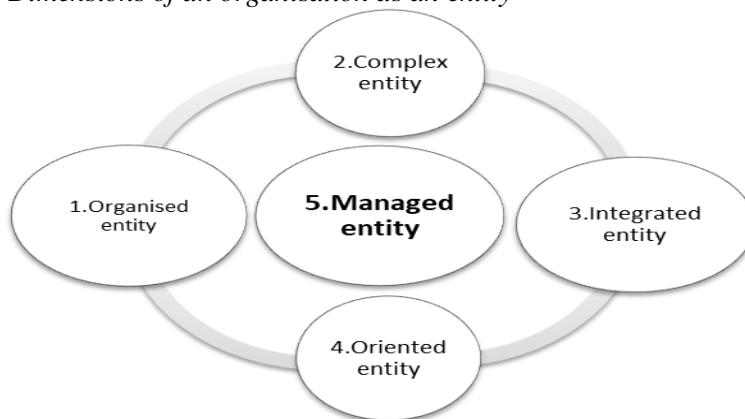 Dimensions of an organisation as an entity
2.Complex
entity
1.Organised
entity
5.Managed
entity
3.Integrated
entity
4.Oriented
entity